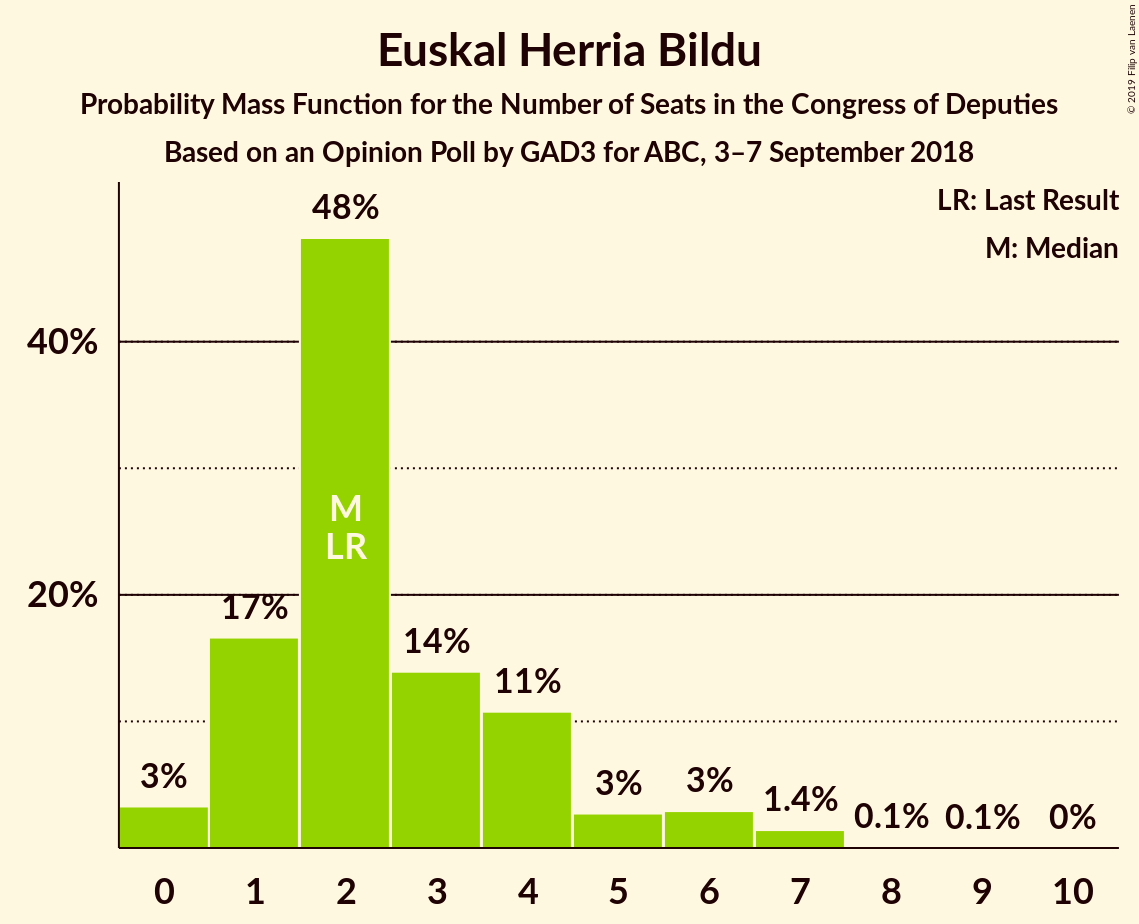 Euskal Herria Bildu
Probability Mass Function for the Number of Seats in the Congress of Deputies
Based on an Opinion Poll by GAD3 for ABC, 3–7 September 2018
© 2019 Filip van Laenen
LR: Last Result
M: Median
48%
40%
M
LR
20%
17%
14%
11%
3%
3%
3%
1.4%
0.1%
0.1%
0%
0 1 2 3 4 5 6 7 8 9 10